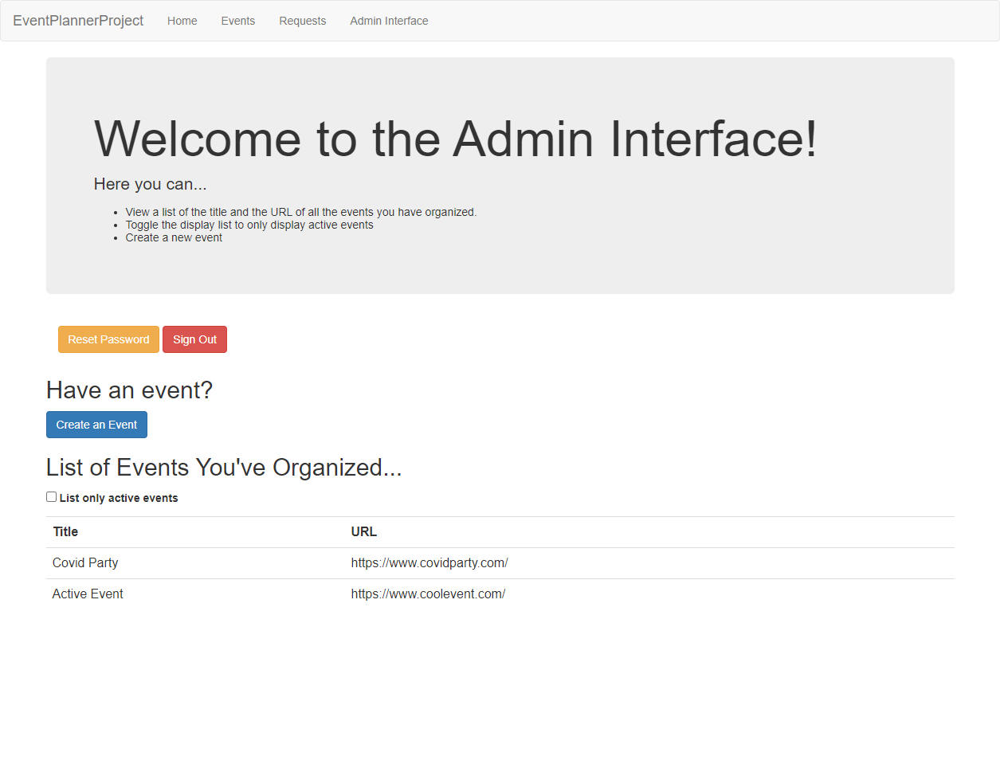 EventPlannerProject Home Events Requests Admin Interface
Welcome to the Admin Interface!
Here you can...
View a list of the title and the URL of all the events you have organized.
Toggle the display list to only display active events
Create a new event
Reset Password Sign Out
Have an event?
Create an Event
List of Events You've Organized...
List only active events
Title URL
Covid Party https://www.covidparty.com/
Active Event https://www.coolevent.com/